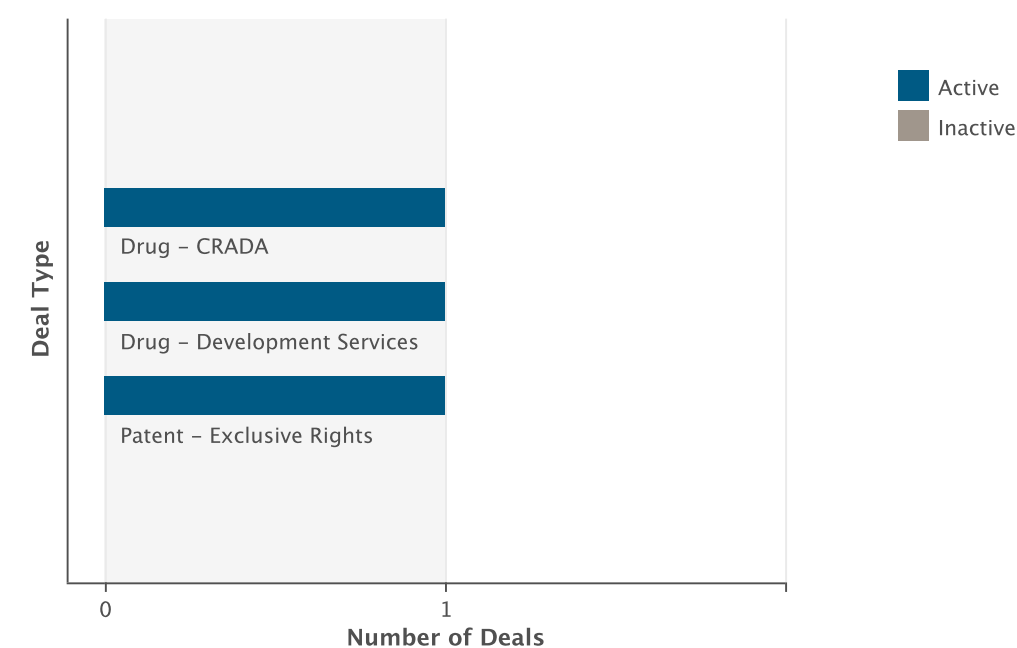 Active
Inactive
Drug – CRADA
Drug – Development Services
Patent – Exclusive Rights
Deal Type
0
1
Number of Deals